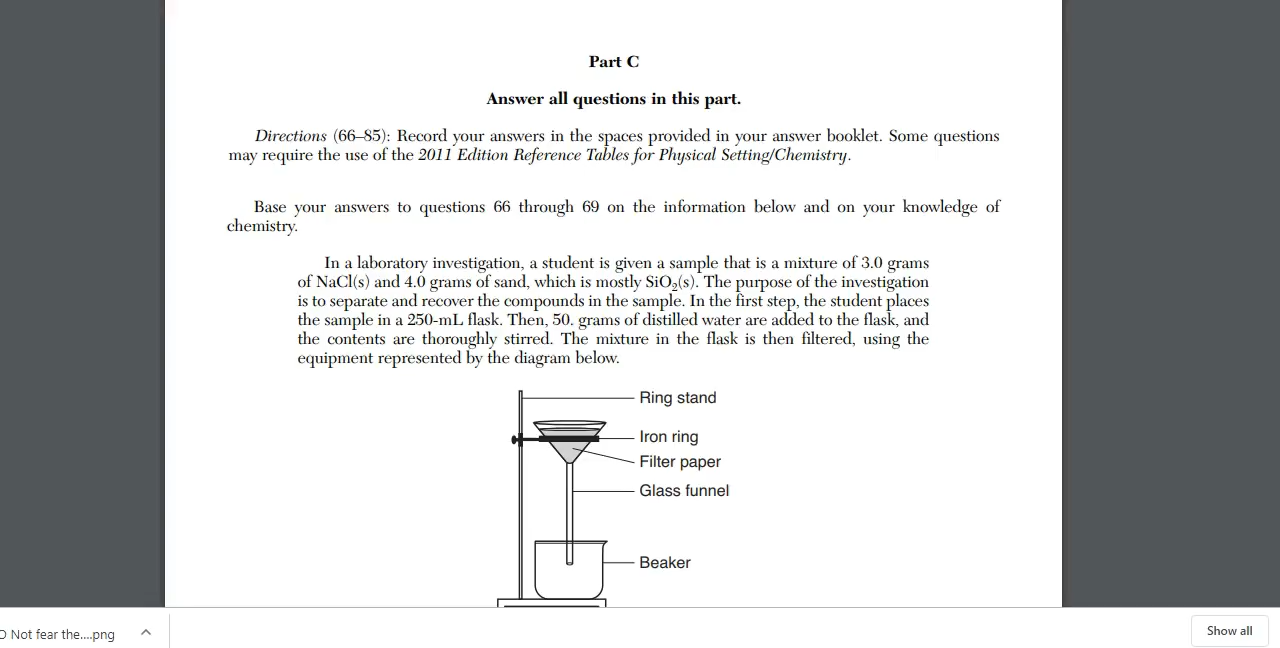 Part C
Answer all questions in this part.
Directions (66–85): Record your answers in the spaces provided in your answer booklet. Some questions
may require the use of the 2011 Edition Reference Tables for Physical Setting/Chemistry.
Base your answers to questions 66 through 69 on the information below and on your knowledge of
chemistry.
In a laboratory investigation, a student is given a sample that is a mixture of 3.0 grams
of NaCl(s) and 4.0 grams of sand, which is mostly SiO₂(s). The purpose of the investigation
is to separate and recover the compounds in the sample. In the first step, the student places
the sample in a 250-mL flask. Then, 50. grams of distilled water are added to the flask, and
the contents are thoroughly stirred. The mixture in the flask is then filtered, using the
equipment represented by the diagram below.
Ring stand
Iron ring
Filter paper
Glass funnel
Beaker
Not fear the....png
Show all